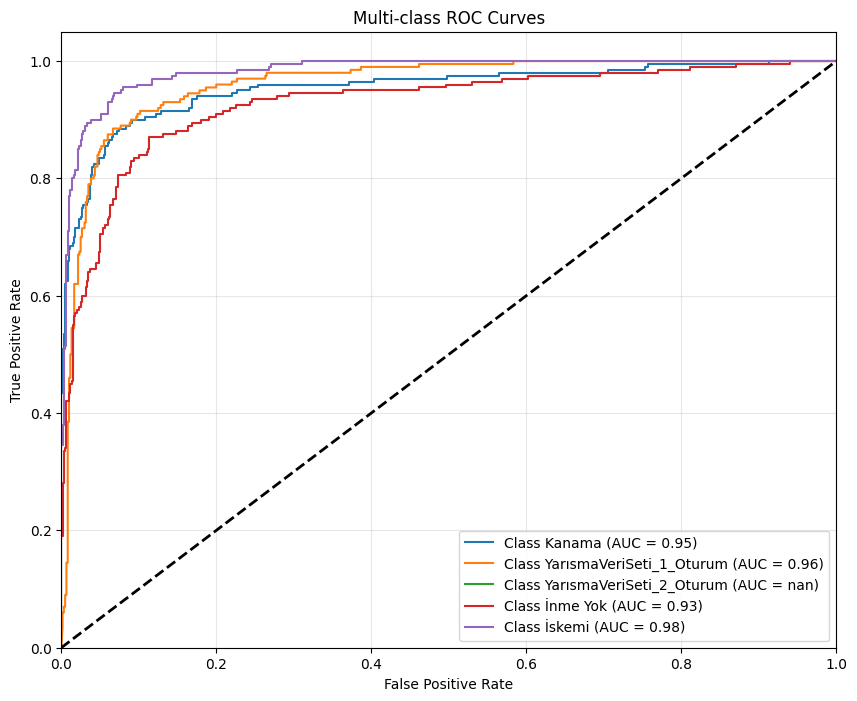 Multi-class ROC Curves
True Positive Rate
1.0
0.8
0.6
0.4
0.2
0.0
Class Kanama (AUC = 0.95)
Class YarısmaVeriSeti_1_Oturum (AUC = 0.96)
Class YarısmaVeriSeti_2_Oturum (AUC = nan)
Class İnme Yok (AUC = 0.93)
Class İskemi (AUC = 0.98)
0.0 0.2 0.4 0.6 0.8 1.0
False Positive Rate